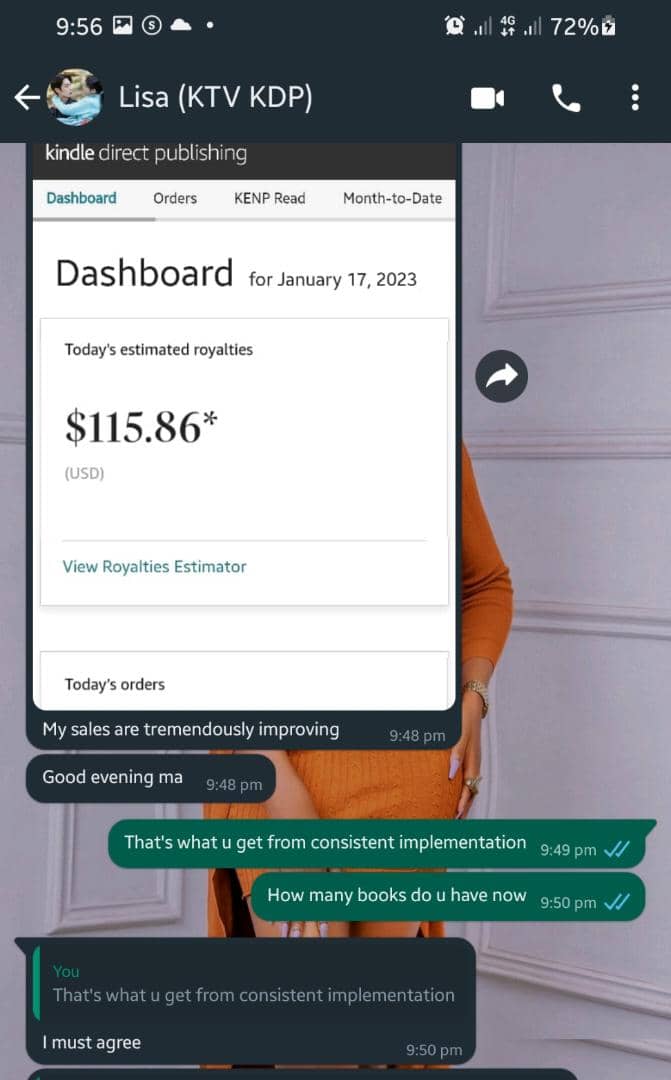 9:56
S
4G
72%
Lisa (KTV KDP)
kindle direct publishing
Dashboard Orders KENP Read Month-to-Date
Dashboard for January 17, 2023
Today's estimated royalties
$115.86*
(USD)
View Royalties Estimator
Today's orders
My sales are tremendously improving
9:48 pm
Good evening ma
9:48 pm
That's what u get from consistent implementation
9:49 pm
How many books do u have now
9:50 pm
You
That's what u get from consistent implementation
I must agree
9:50 pm